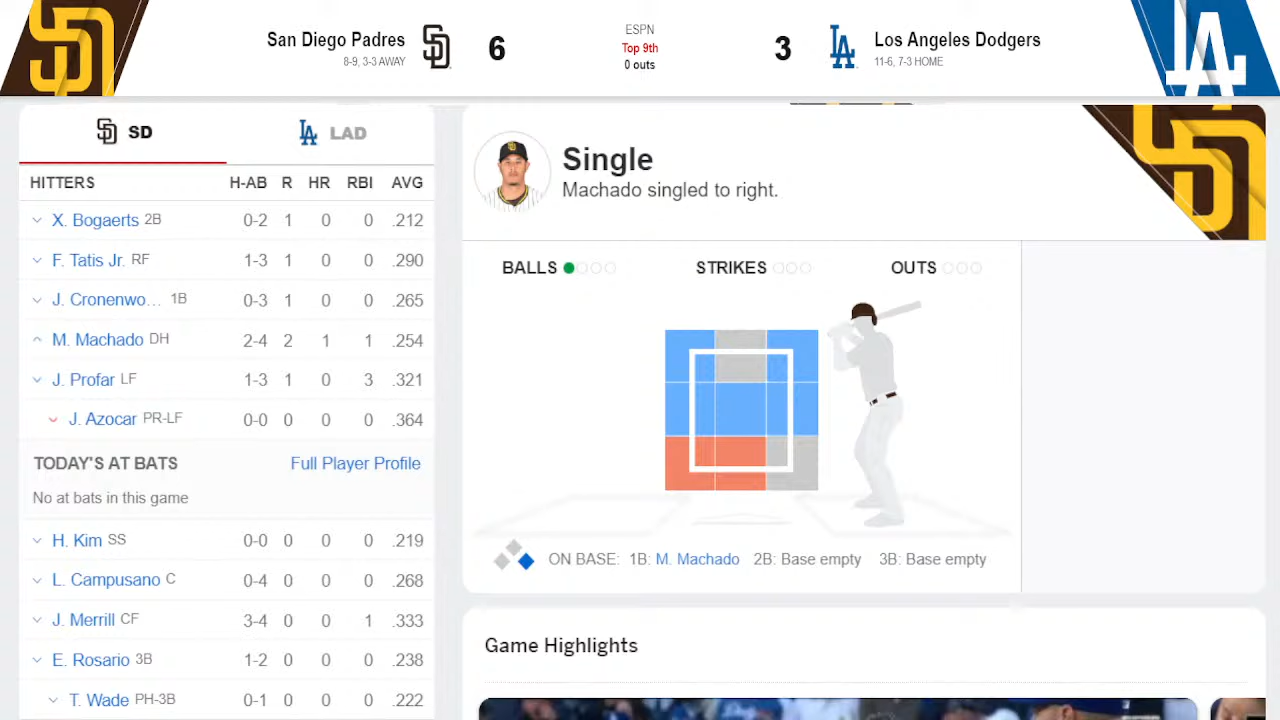 San Diego Padres
8-9, 3-3 AWAY
6
ESPN
Top 9th
0 outs
3
Los Angeles Dodgers
11-6, 7-3 HOME
SD
LAD
HITTERS H-AB R HR RBI AVG
X. Bogaerts 2B 0-2 1 0 0 .212
F. Tatis Jr. RF 1-3 1 0 0 .290
J. Cronenwo... 1B 0-3 1 0 0 .265
M. Machado DH 2-4 2 1 1 .254
J. Profar LF 1-3 1 0 3 .321
J. Azocar PR-LF 0-0 0 0 0 .364
TODAY'S AT BATS Full Player Profile
No at bats in this game
H. Kim SS 0-0 0 0 0 .219
L. Campusano C 0-4 0 0 0 .268
J. Merrill CF 3-4 0 0 1 .333
E. Rosario 3B 1-2 0 0 0 .238
T. Wade PH-3B 0-1 0 0 0 .222
Single
Machado singled to right.
BALLS STRIKES OUTS
ON BASE: 1B: M. Machado 2B: Base empty 3B: Base empty
Game Highlights